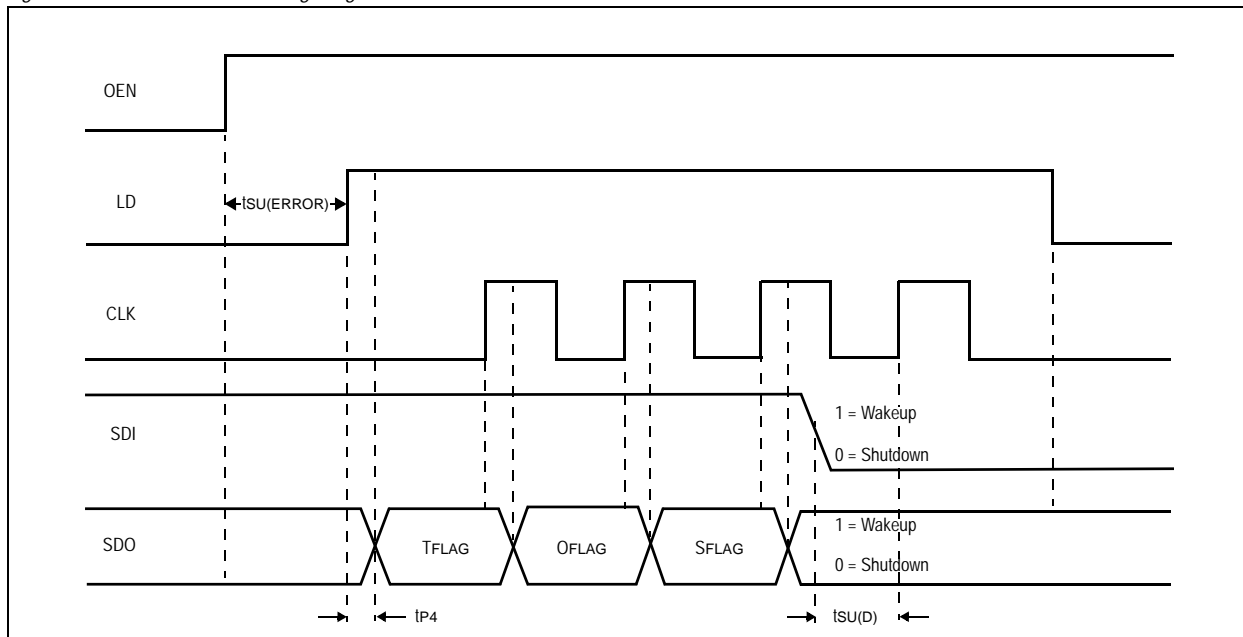 OEN
LD
tSU(ERROR)
CLK
SDI
1 = Wakeup
0 = Shutdown
SDO
TFLAG
OFLAG
SFLAG
1 = Wakeup
0 = Shutdown
tP4
tSU(D)